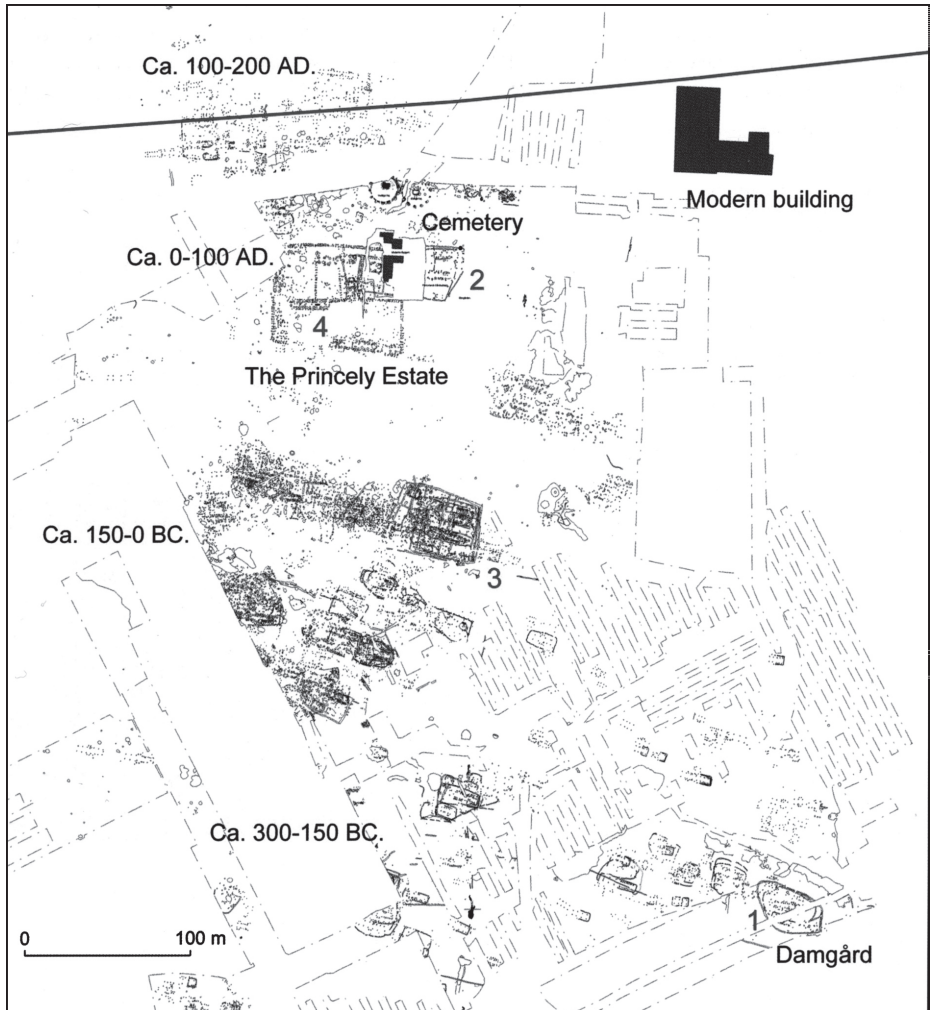 Ca. 100-200 AD.
Modern building
Cemetery
Ca. 0-100 AD.
2
4
The Princely Estate
Ca. 150-0 BC.
3
Ca. 300-150 BC.
1
0 100 m
Damgård